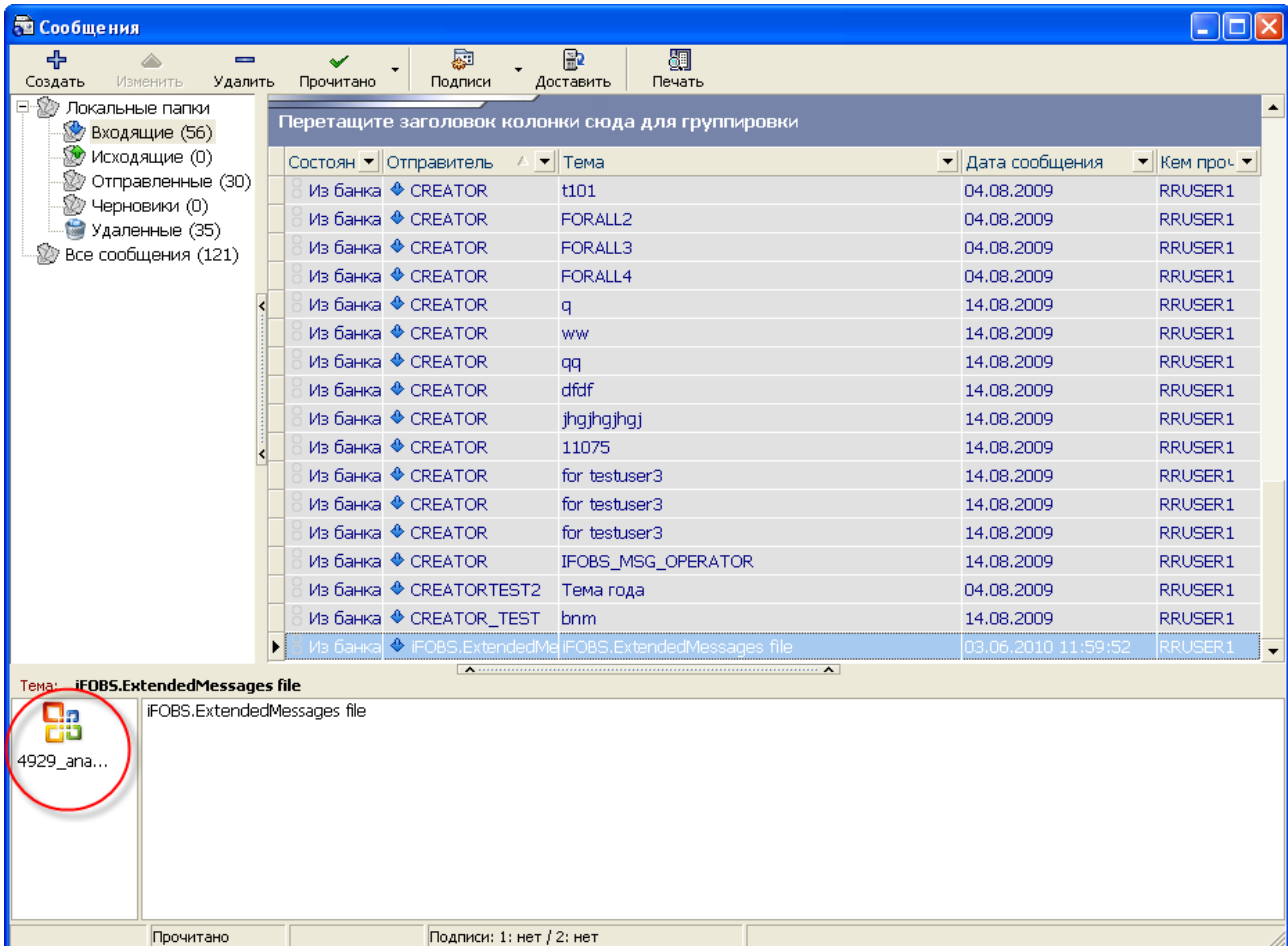 Сообщения
Создать Изменить Удалить Прочитано Подписи Доставить Печать
Локальные папки
Входящие (56)
Исходящие (0)
Отправленные (30)
Черновики (0)
Удаленные (35)
Все сообщения (121)
Перетащите заголовок колонки сюда для группировки
Состоян Отправитель Тема Дата сообщения Кем проч
Из банка CREATOR t101 04.08.2009 RRUSER1
Из банка CREATOR FORALL2 04.08.2009 RRUSER1
Из банка CREATOR FORALL3 04.08.2009 RRUSER1
Из банка CREATOR FORALL4 04.08.2009 RRUSER1
Из банка CREATOR q 14.08.2009 RRUSER1
Из банка CREATOR ww 14.08.2009 RRUSER1
Из банка CREATOR qq 14.08.2009 RRUSER1
Из банка CREATOR dfdf 14.08.2009 RRUSER1
Из банка CREATOR jhgjhgjhgj 14.08.2009 RRUSER1
Из банка CREATOR 11075 14.08.2009 RRUSER1
Из банка CREATOR for testuser3 14.08.2009 RRUSER1
Из банка CREATOR for testuser3 14.08.2009 RRUSER1
Из банка CREATOR for testuser3 14.08.2009 RRUSER1
Из банка CREATOR IFOBS_MSG_OPERATOR 14.08.2009 RRUSER1
Из банка CREATORTEST2 Тема года 04.08.2009 RRUSER1
Из банка CREATOR_TEST bnm 14.08.2009 RRUSER1
Из банка iFOBS.ExtendedMe iFOBS.ExtendedMessages file 03.06.2010 11:59:52 RRUSER1
Тема: iFOBS.ExtendedMessages file
iFOBS.ExtendedMessages file
4929_ana...
Прочитано Подписи: 1: нет / 2: нет